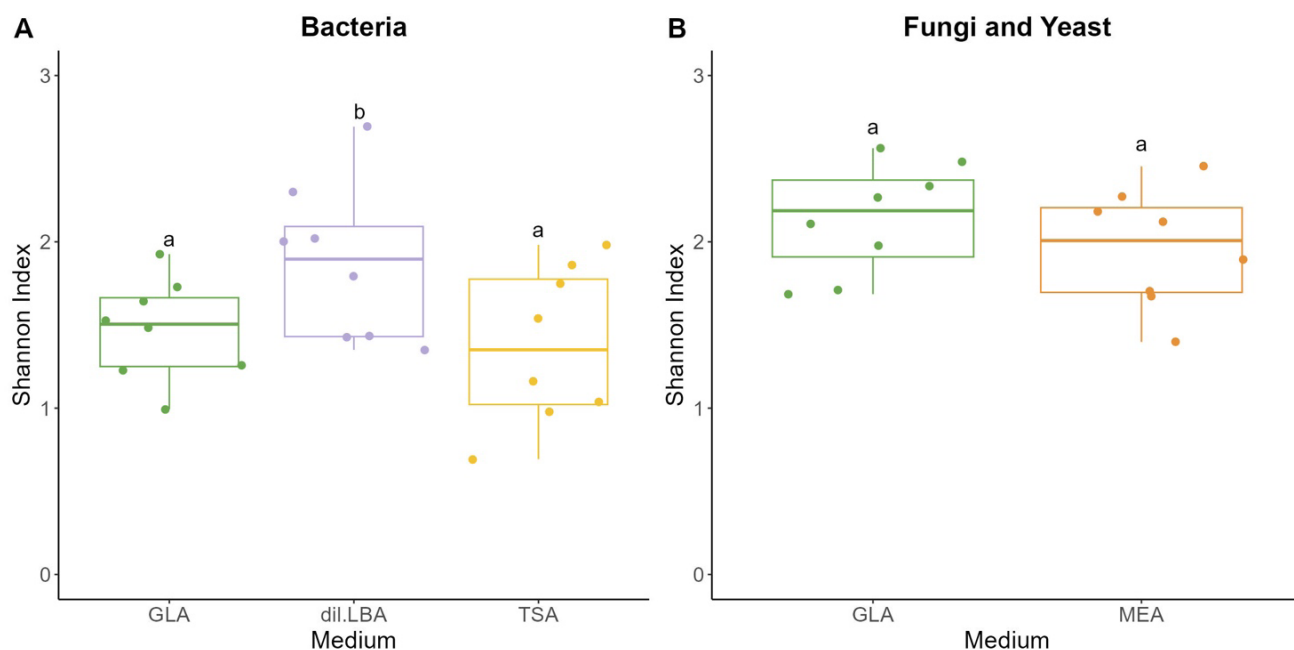 A
Bacteria
Shannon Index
3
2
1
0
a
b
a
GLA
dil.LBA
TSA
Medium
B
Fungi and Yeast
Shannon Index
3
2
1
0
a
a
GLA
MEA
Medium